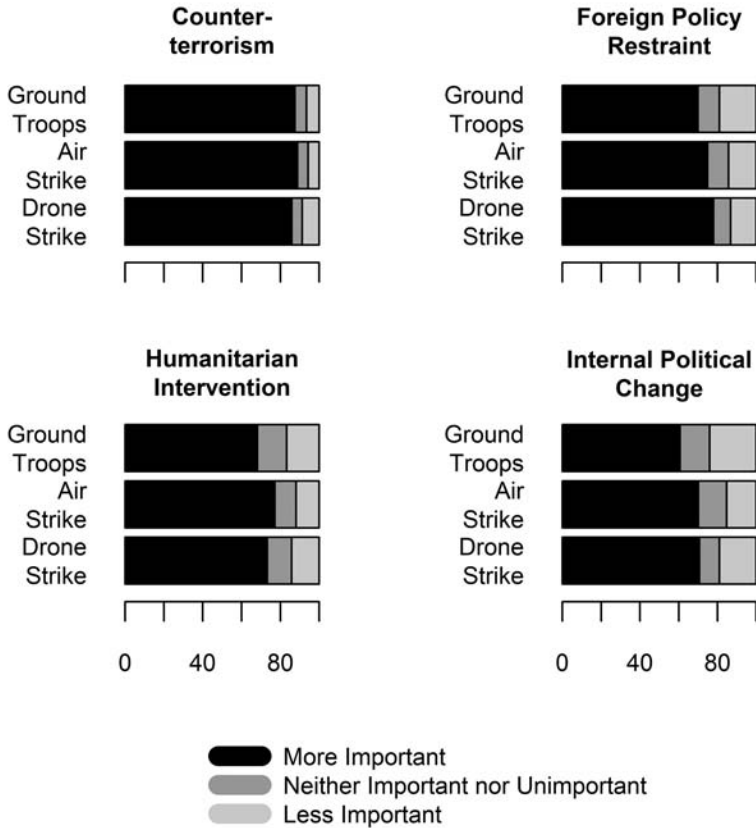 Counter-
terrorism
Ground
Troops
Air
Strike
Drone
Strike
Foreign Policy
Restraint
Ground
Troops
Air
Strike
Drone
Strike
Humanitarian
Intervention
Ground
Troops
Air
Strike
Drone
Strike
0 40 80
Internal Political
Change
Ground
Troops
Air
Strike
Drone
Strike
0 40 80
More Important
Neither Important nor Unimportant
Less Important